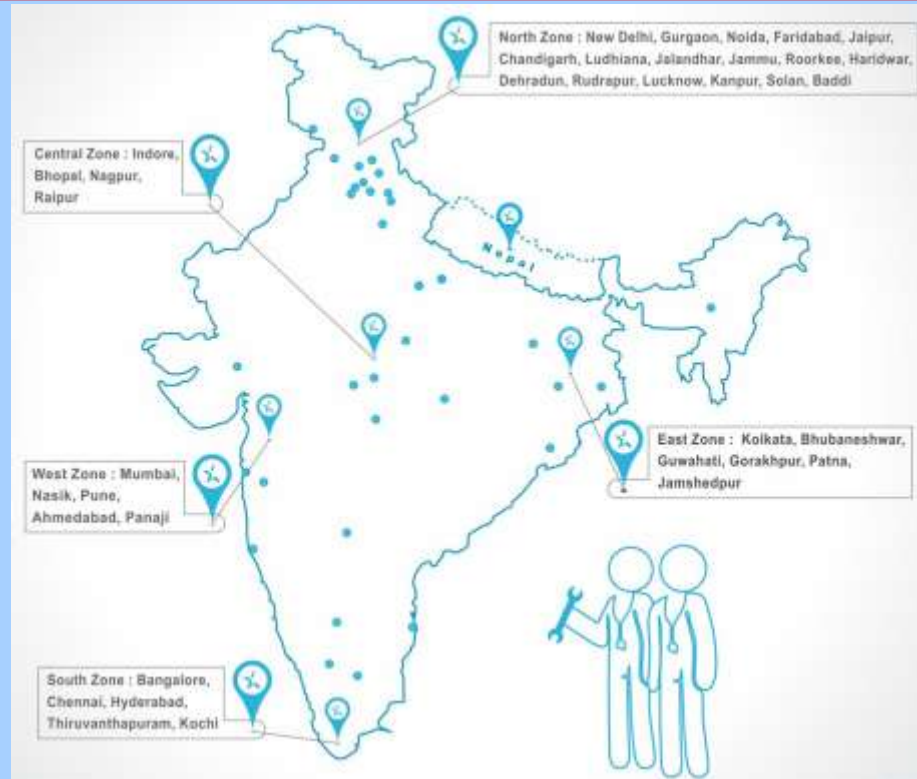 North Zone : New Delhi, Gurgaon, Noida, Faridabad, Jaipur,
Chandigarh, Ludhiana, Jalandhar, Jammu, Roorkee, Haridwar,
Dehradun, Rudrapur, Lucknow, Kanpur, Solan, Baddi
Central Zone : Indore,
Bhopal, Nagpur,
Raipur
Nepal
East Zone : Kolkata, Bhubaneshwar,
Guwahati, Gorakhpur, Patna,
Jamshedpur
West Zone : Mumbai,
Nasik, Pune,
Ahmedabad, Panaji
South Zone : Bangalore,
Chennai, Hyderabad,
Thiruvanthapuram, Kochi